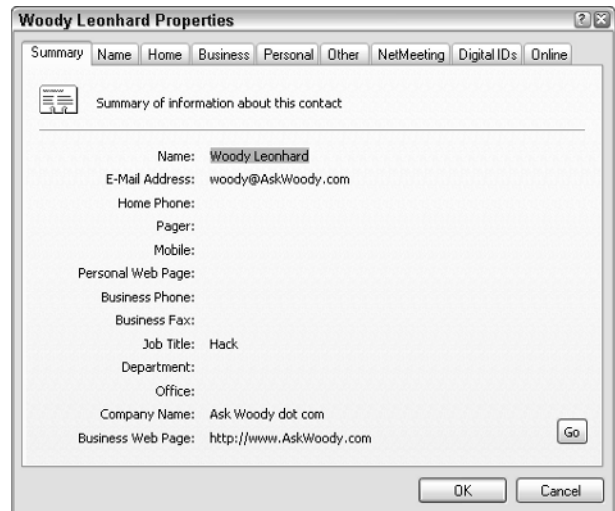 Woody Leonhard Properties
Summary Name Home Business Personal Other NetMeeting Digital IDs Online
Summary of information about this contact
Name: Woody Leonhard
E-Mail Address: woody@AskWoody.com
Home Phone:
Pager:
Mobile:
Personal Web Page:
Business Phone:
Business Fax:
Job Title: Hack
Department:
Office:
Company Name: Ask Woody dot com
Business Web Page: http://www.AskWoody.com
Go
OK Cancel